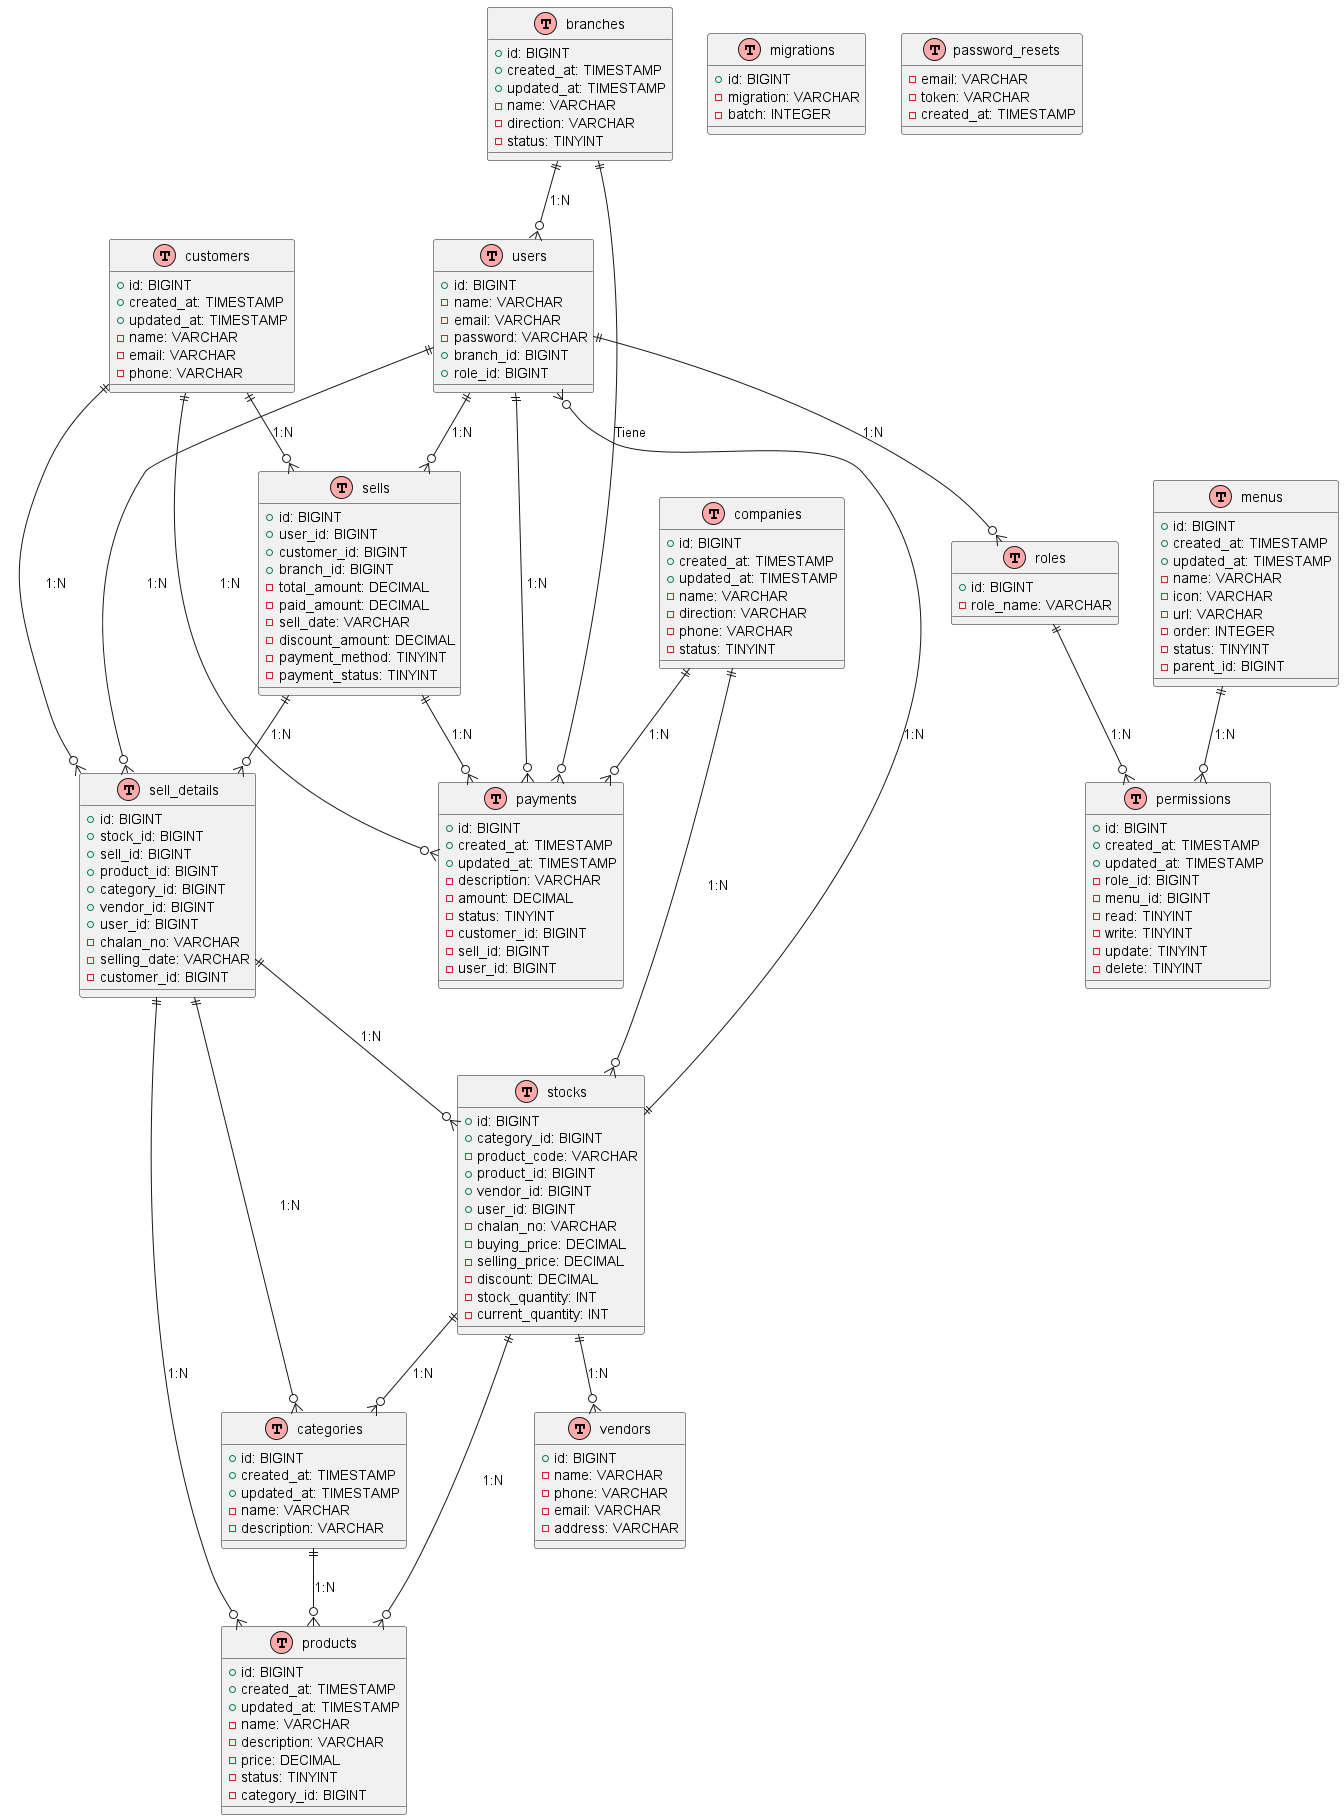 T branches
id: BIGINT
created_at: TIMESTAMP
updated_at: TIMESTAMP
name: VARCHAR
direction: VARCHAR
status: TINYINT
T migrations
id: BIGINT
migration: VARCHAR
batch: INTEGER
T password_resets
email: VARCHAR
token: VARCHAR
created_at: TIMESTAMP
1:N
T customers
id: BIGINT
created_at: TIMESTAMP
updated_at: TIMESTAMP
name: VARCHAR
email: VARCHAR
phone: VARCHAR
T users
id: BIGINT
name: VARCHAR
email: VARCHAR
password: VARCHAR
branch_id: BIGINT
role_id: BIGINT
1:N
1:N
Tiene
1:N
T sells
id: BIGINT
user_id: BIGINT
customer_id: BIGINT
branch_id: BIGINT
total_amount: DECIMAL
paid_amount: DECIMAL
sell_date: VARCHAR
discount_amount: DECIMAL
payment_method: TINYINT
payment_status: TINYINT
T companies
id: BIGINT
created_at: TIMESTAMP
updated_at: TIMESTAMP
name: VARCHAR
direction: VARCHAR
phone: VARCHAR
status: TINYINT
T roles
id: BIGINT
role_name: VARCHAR
T menus
id: BIGINT
created_at: TIMESTAMP
updated_at: TIMESTAMP
name: VARCHAR
icon: VARCHAR
url: VARCHAR
order: INTEGER
status: TINYINT
parent_id: BIGINT
1:N
1:N
1:N
1:N
1:N
1:N
1:N
1:N
1:N
1:N
T sell_details
id: BIGINT
stock_id: BIGINT
sell_id: BIGINT
product_id: BIGINT
category_id: BIGINT
vendor_id: BIGINT
user_id: BIGINT
chalan_no: VARCHAR
selling_date: VARCHAR
customer_id: BIGINT
T payments
id: BIGINT
created_at: TIMESTAMP
updated_at: TIMESTAMP
description: VARCHAR
amount: DECIMAL
status: TINYINT
customer_id: BIGINT
sell_id: BIGINT
user_id: BIGINT
T permissions
id: BIGINT
created_at: TIMESTAMP
updated_at: TIMESTAMP
role_id: BIGINT
menu_id: BIGINT
read: TINYINT
write: TINYINT
update: TINYINT
delete: TINYINT
1:N
1:N
T stocks
id: BIGINT
category_id: BIGINT
product_code: VARCHAR
product_id: BIGINT
vendor_id: BIGINT
user_id: BIGINT
chalan_no: VARCHAR
buying_price: DECIMAL
selling_price: DECIMAL
discount: DECIMAL
stock_quantity: INT
current_quantity: INT
1:N
1:N
1:N
1:N
T categories
id: BIGINT
created_at: TIMESTAMP
updated_at: TIMESTAMP
name: VARCHAR
description: VARCHAR
T vendors
id: BIGINT
name: VARCHAR
phone: VARCHAR
email: VARCHAR
address: VARCHAR
1:N
1:N
T products
id: BIGINT
created_at: TIMESTAMP
updated_at: TIMESTAMP
name: VARCHAR
description: VARCHAR
price: DECIMAL
status: TINYINT
category_id: BIGINT